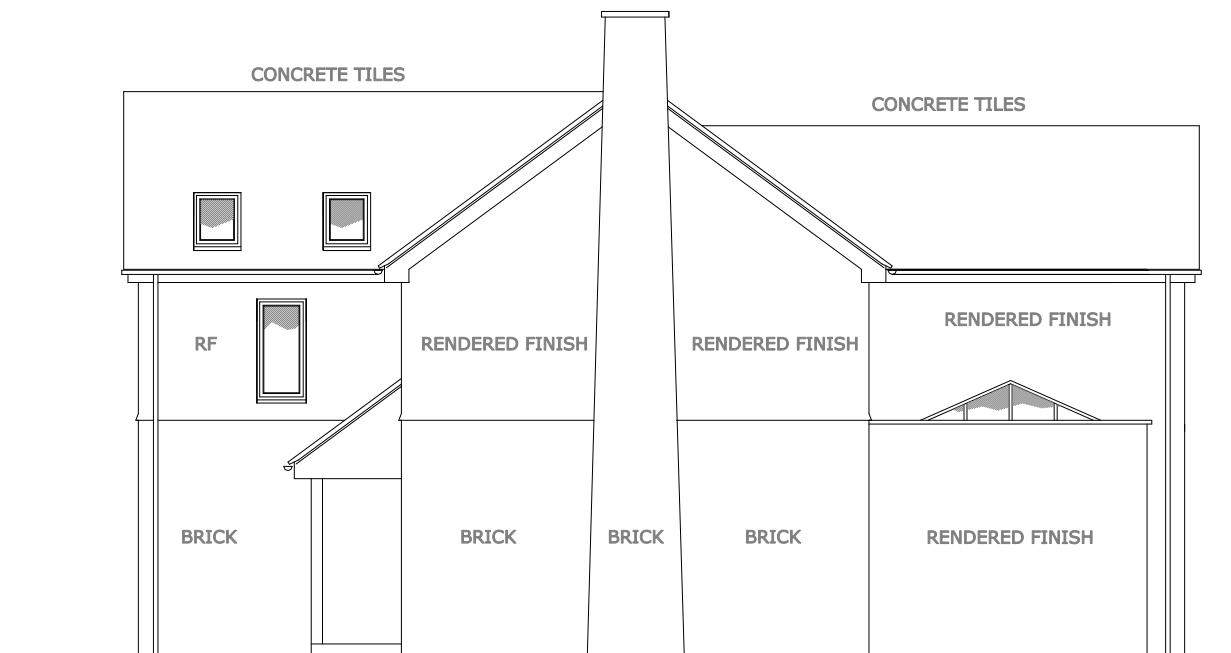 CONCRETE TILES
CONCRETE TILES
RENDERED FINISH
RF
RENDERED FINISH
RENDERED FINISH
BRICK
BRICK
BRICK
BRICK
RENDERED FINISH